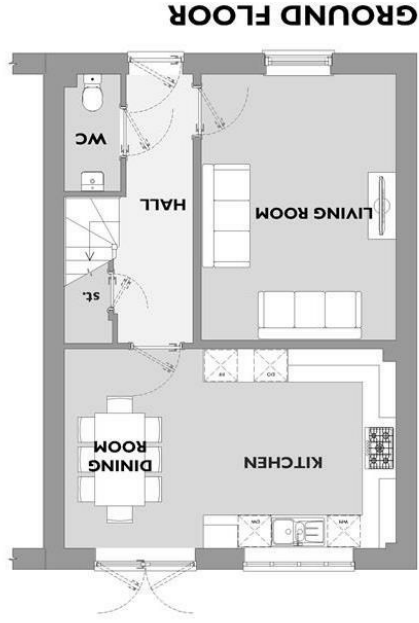 GROUND FLOOR
WC
HALL
LIVING ROOM
st.
DINING
ROOM
KITCHEN